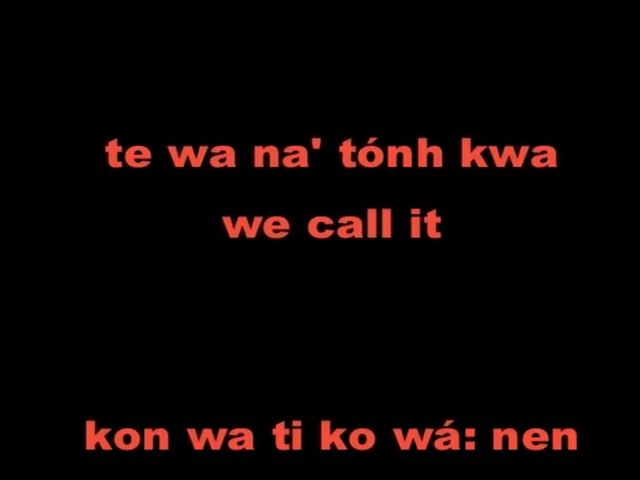 te wa na' tónh kwa
we call it
kon wa ti ko wá: nen